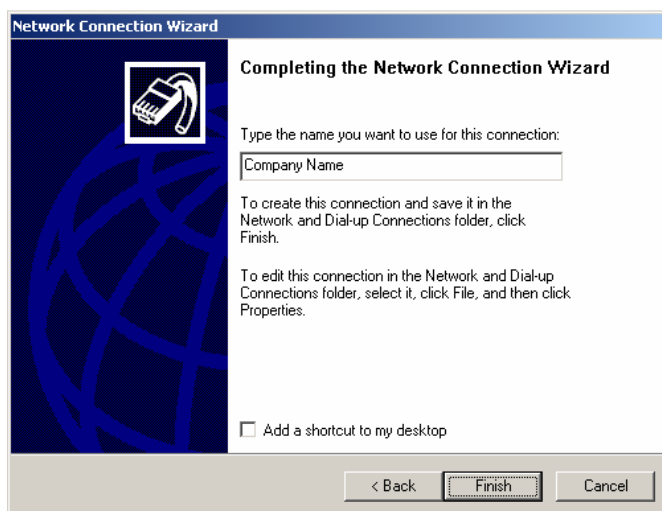 Network Connection Wizard
Completing the Network Connection Wizard
Type the name you want to use for this connection:
Company Name
To create this connection and save it in the
Network and Dial-up Connections folder, click
Finish.
To edit this connection in the Network and Dial-up
Connections folder, select it, click File, and then click
Properties.
Add a shortcut to my desktop
< Back
Finish
Cancel